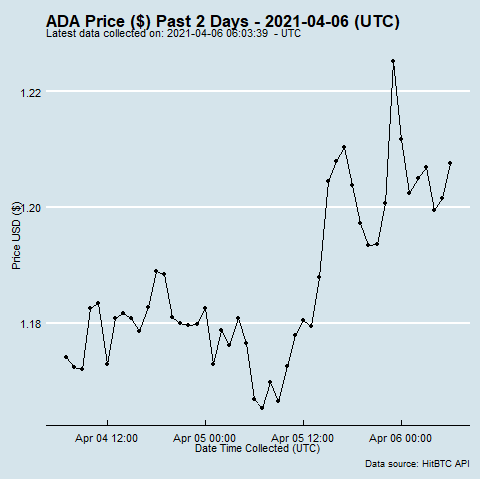 ADA Price ($) Past 2 Days - 2021-04-06 (UTC)
Latest data collected on: 2021-04-06 06:03:39 - UTC
1.22
1.20
1.18
Price USD ($)
Apr 04 12:00
Apr 05 00:00
Apr 05 12:00
Apr 06 00:00
Date Time Collected (UTC)
Data source: HitBTC API